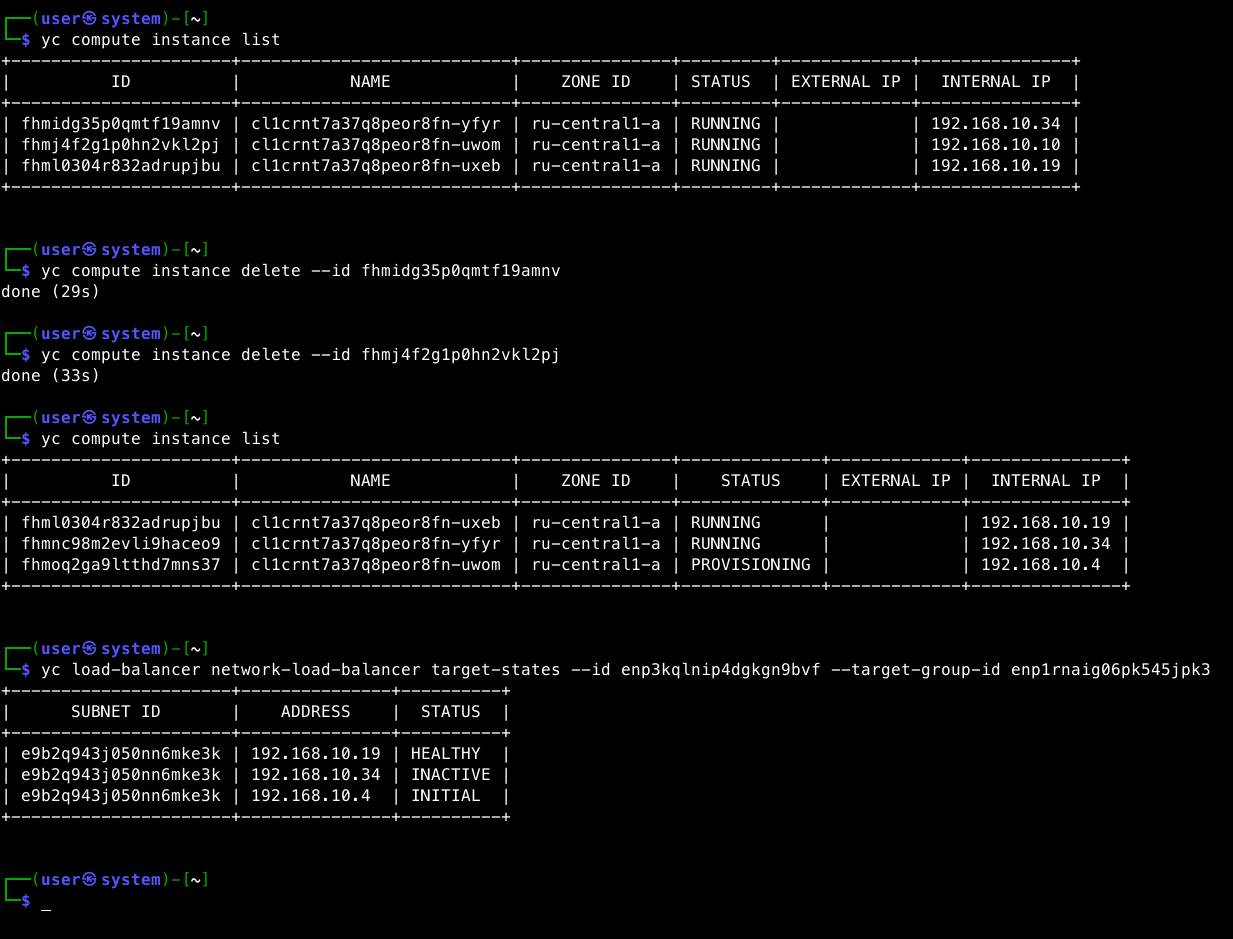 ┌──(user㉿system)-[~]
└─$ yc compute instance list
+----------------------+---------------------------+---------------+---------+-------------+---------------+
|          ID          |           NAME            |    ZONE ID    | STATUS  | EXTERNAL IP |  INTERNAL IP  |
+----------------------+---------------------------+---------------+---------+-------------+---------------+
| fhmidg35p0qmtf19amnv | cl1crnt7a37q8peor8fn-yfyr | ru-central1-a | RUNNING |             | 192.168.10.34 |
| fhmj4f2g1p0hn2vkl2pj | cl1crnt7a37q8peor8fn-uwom | ru-central1-a | RUNNING |             | 192.168.10.10 |
| fhml0304r832adrupjbu | cl1crnt7a37q8peor8fn-uxeb | ru-central1-a | RUNNING |             | 192.168.10.19 |
+----------------------+---------------------------+---------------+---------+-------------+---------------+
┌──(user㉿system)-[~]
└─$ yc compute instance delete --id fhmidg35p0qmtf19amnv
done (29s)
┌──(user㉿system)-[~]
└─$ yc compute instance delete --id fhmj4f2g1p0hn2vkl2pj
done (33s)
┌──(user㉿system)-[~]
└─$ yc compute instance list
+----------------------+---------------------------+---------------+--------------+-------------+---------------+
|          ID          |           NAME            |    ZONE ID    |    STATUS    | EXTERNAL IP |  INTERNAL IP  |
+----------------------+---------------------------+---------------+--------------+-------------+---------------+
| fhml0304r832adrupjbu | cl1crnt7a37q8peor8fn-uxeb | ru-central1-a | RUNNING      |             | 192.168.10.19 |
| fhmnc98m2evli9haceo9 | cl1crnt7a37q8peor8fn-yfyr | ru-central1-a | RUNNING      |             | 192.168.10.34 |
| fhmoq2ga9ltthd7mns37 | cl1crnt7a37q8peor8fn-uwom | ru-central1-a | PROVISIONING |             | 192.168.10.4  |
+----------------------+---------------------------+---------------+--------------+-------------+---------------+
┌──(user㉿system)-[~]
└─$ yc load-balancer network-load-balancer target-states --id enp3kqlnip4dgkgn9bvf --target-group-id enp1rnaig06pk545jpk3
+----------------------+---------------+----------+
|      SUBNET ID       |    ADDRESS    |  STATUS  |
+----------------------+---------------+----------+
| e9b2q943j050nn6mke3k | 192.168.10.19 | HEALTHY  |
| e9b2q943j050nn6mke3k | 192.168.10.34 | INACTIVE |
| e9b2q943j050nn6mke3k | 192.168.10.4  | INITIAL  |
+----------------------+---------------+----------+
┌──(user㉿system)-[~]
└─$ _